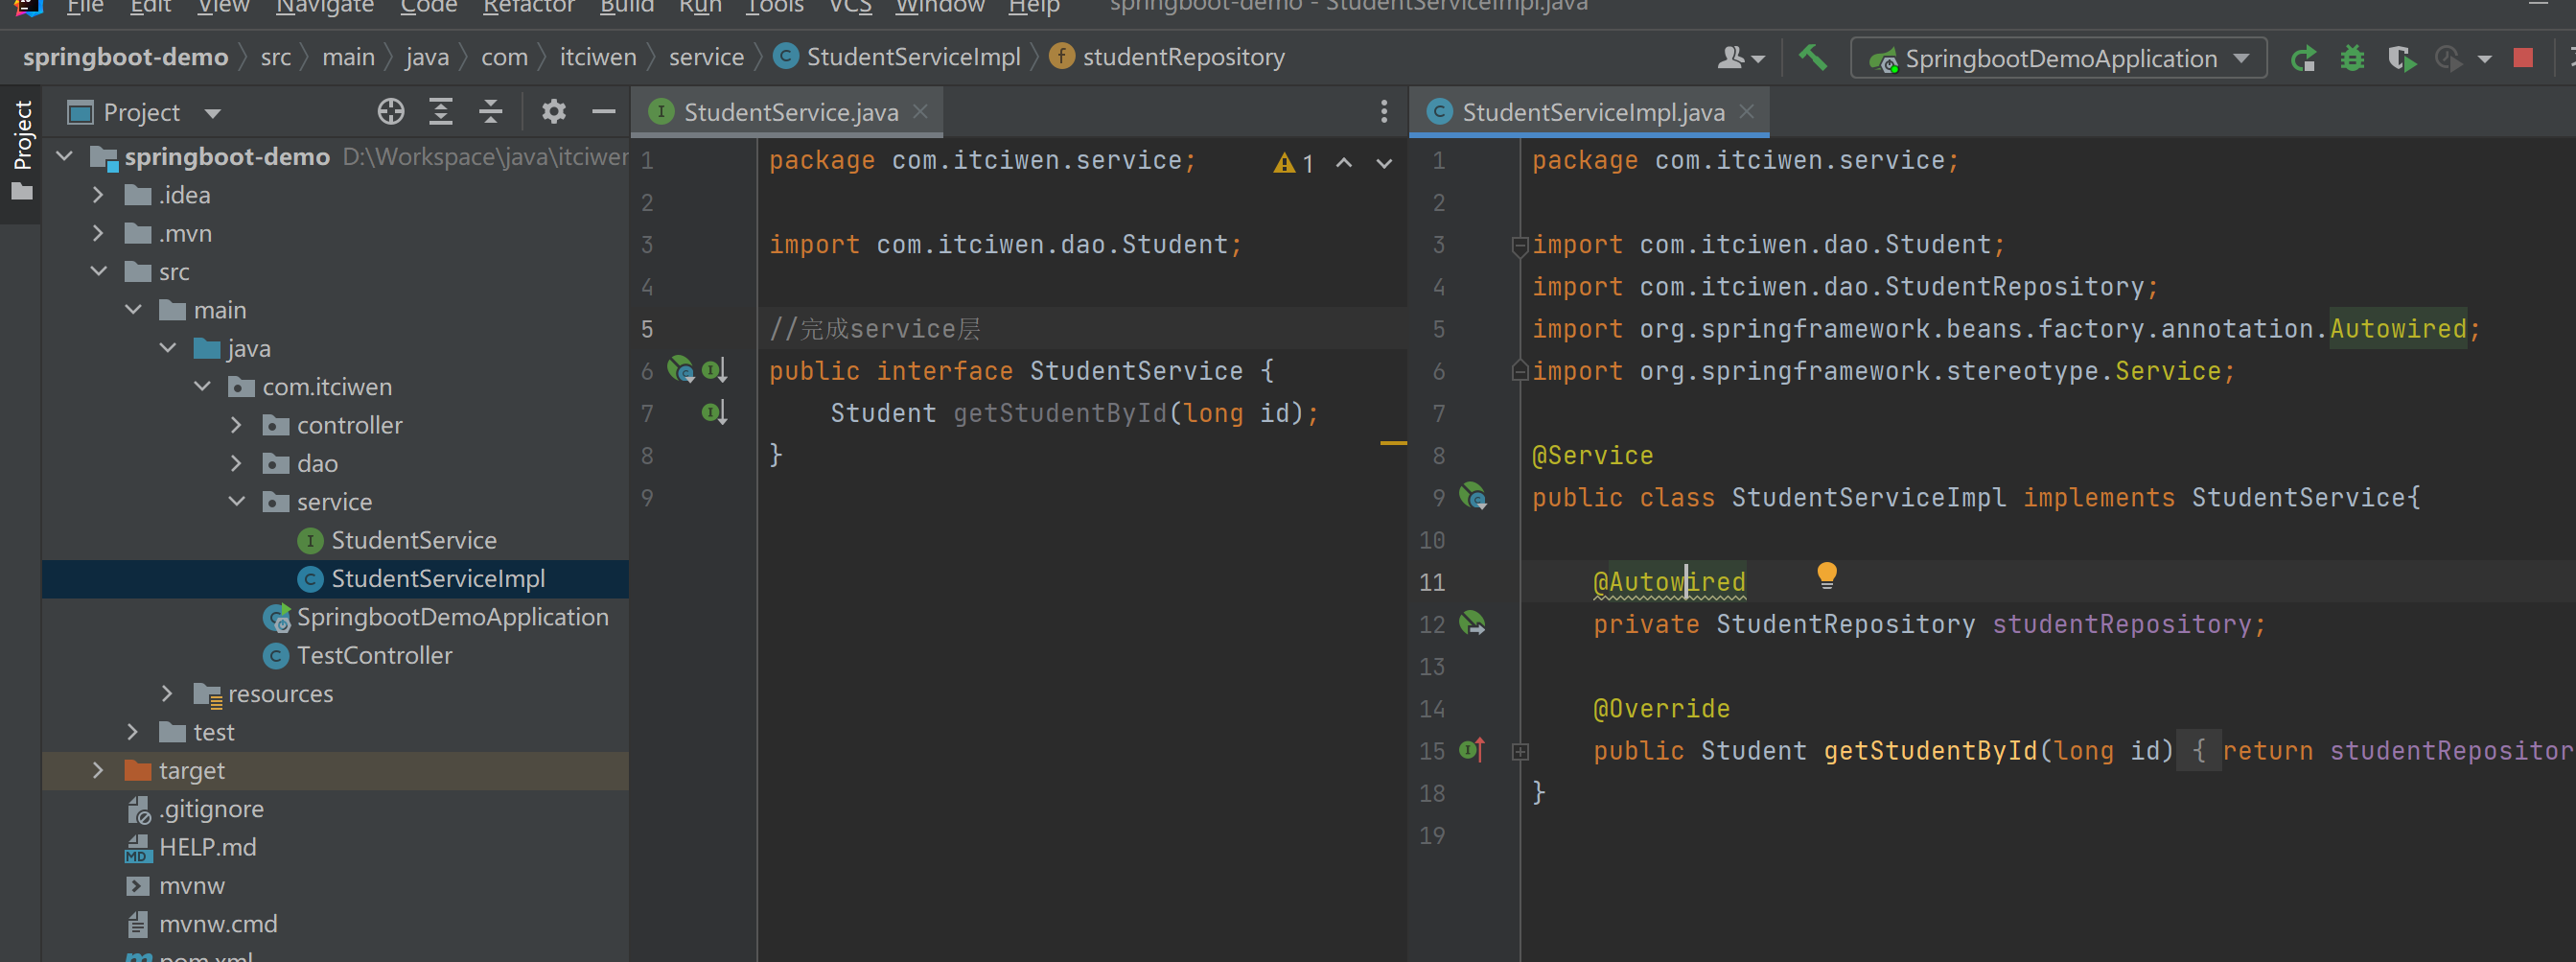 File Edit View Navigate Code Refactor Build Run Tools VCS Window Help springboot-demo - StudentServiceImpl.java
springboot-demo src main java com itciwen service StudentServiceImpl studentRepository SpringbootDemoApplication
Project
Project
springboot-demo D:\Workspace\java\itciwen
.idea
.mvn
src
main
java
com.itciwen
controller
dao
service
StudentService
StudentServiceImpl
SpringbootDemoApplication
TestController
resources
test
target
.gitignore
HELP.md
mvnw
mvnw.cmd
pom.xml
StudentService.java
1 package com.itciwen.service; 1
2
3 import com.itciwen.dao.Student;
4
5 //完成service层
6 public interface StudentService {
7 Student getStudentById(long id);
8 }
9
StudentServiceImpl.java
1 package com.itciwen.service;
2
3 import com.itciwen.dao.Student;
4 import com.itciwen.dao.StudentRepository;
5 import org.springframework.beans.factory.annotation.Autowired;
6 import org.springframework.stereotype.Service;
7
8 @Service
9 public class StudentServiceImpl implements StudentService{
10
11 @Autowired
12 private StudentRepository studentRepository;
13
14 @Override
15 public Student getStudentById(long id) { return studentRepositor
18 }
19